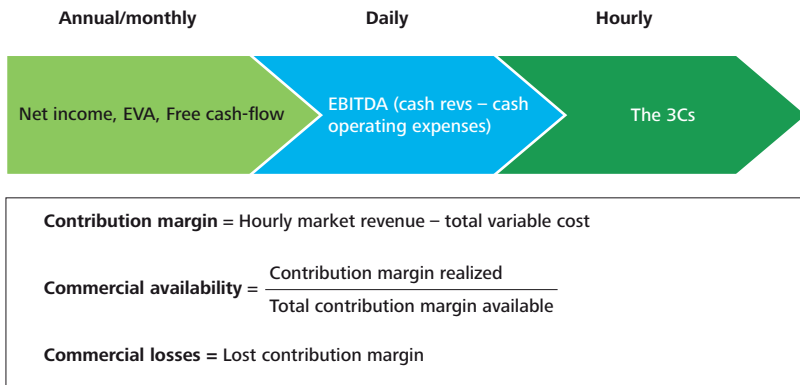 Annual/monthly
Daily
Hourly
Net income, EVA, Free cash-flow
EBITDA (cash revs – cash
operating expenses)
The 3Cs
Contribution margin = Hourly market revenue – total variable cost
Commercial availability = Contribution margin realized
Total contribution margin available
Commercial losses = Lost contribution margin